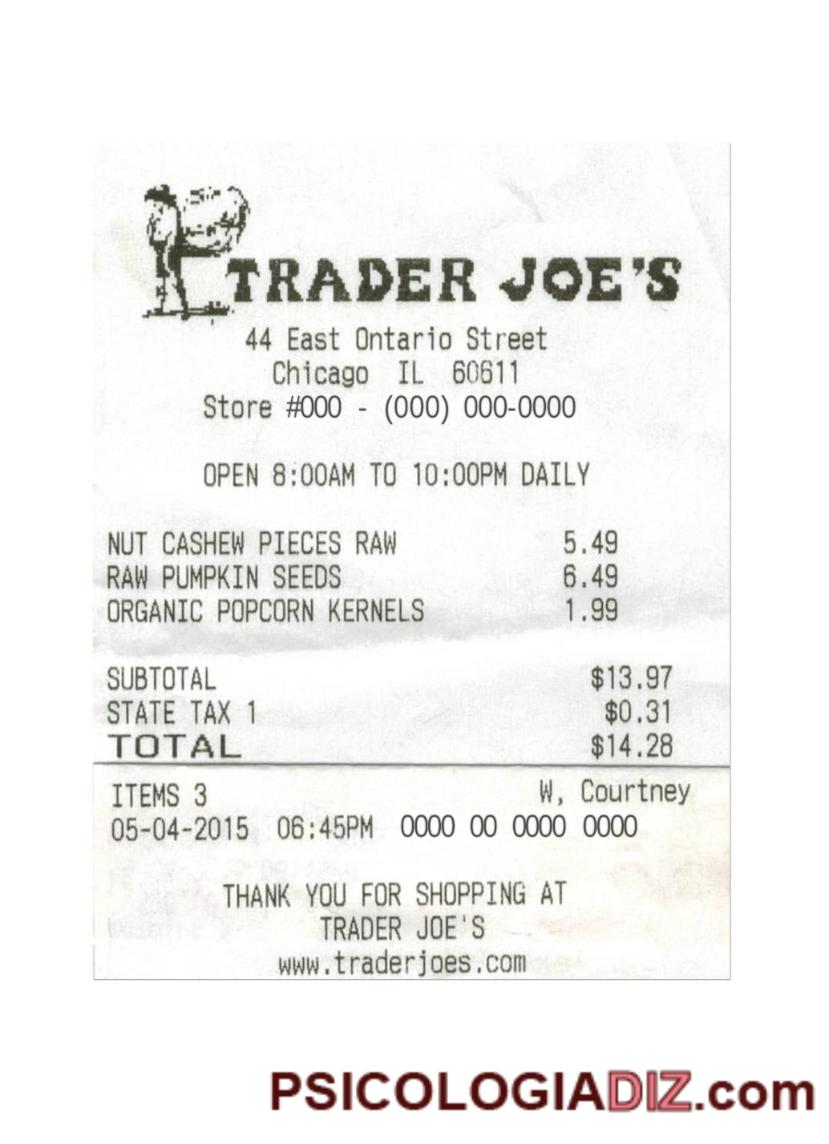 TRADER JOE'S
44 East Ontario Street
Chicago IL 60611
Store #000 - (000) 000-0000
OPEN 8:00AM TO 10:00PM DAILY
NUT CASHEW PIECES RAW 5.49
RAW PUMPKIN SEEDS 6.49
ORGANIC POPCORN KERNELS 1.99
SUBTOTAL $13.97
STATE TAX 1 $0.31
TOTAL $14.28
ITEMS 3 W, Courtney
05-04-2015 06:45PM 0000 00 0000 0000
THANK YOU FOR SHOPPING AT
TRADER JOE'S
www.traderjoes.com
PSICOLOGIADIZ.com